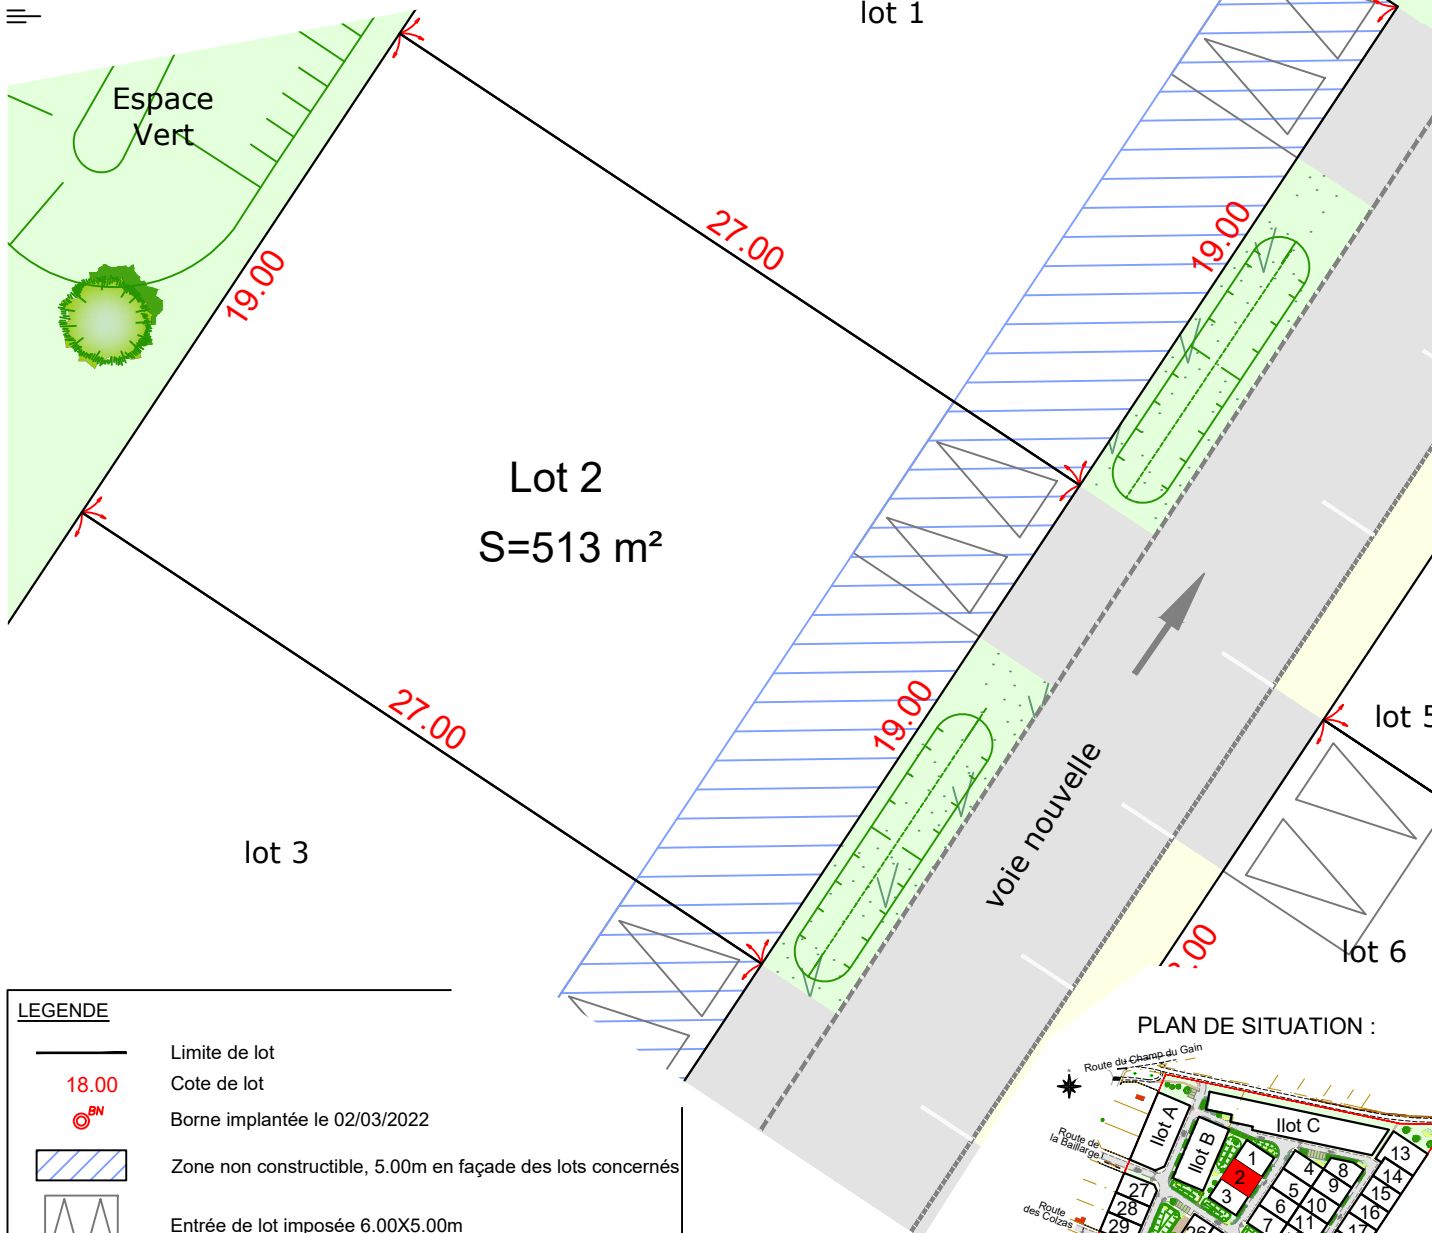 lot 1
Espace
Vert
27.00
19.00
19.00
Lot 2
S=513 m²
27.00
19.00
voie nouvelle
lot 5
lot 3
lot 6
.00
LEGENDE
Limite de lot
18.00
Cote de lot
BN
Borne implantée le 02/03/2022
Zone non constructible, 5.00m en façade des lots concernés
Entrée de lot imposée 6.00X5.00m
PLAN DE SITUATION :
Route du Champ du Gain
Ilot A
Ilot B
Ilot C
Route de
la Baillarge
Route
des Colzas
1
2
3
4
5
6
7
8
9
10
11
13
14
15
16
17
26
27
28
29